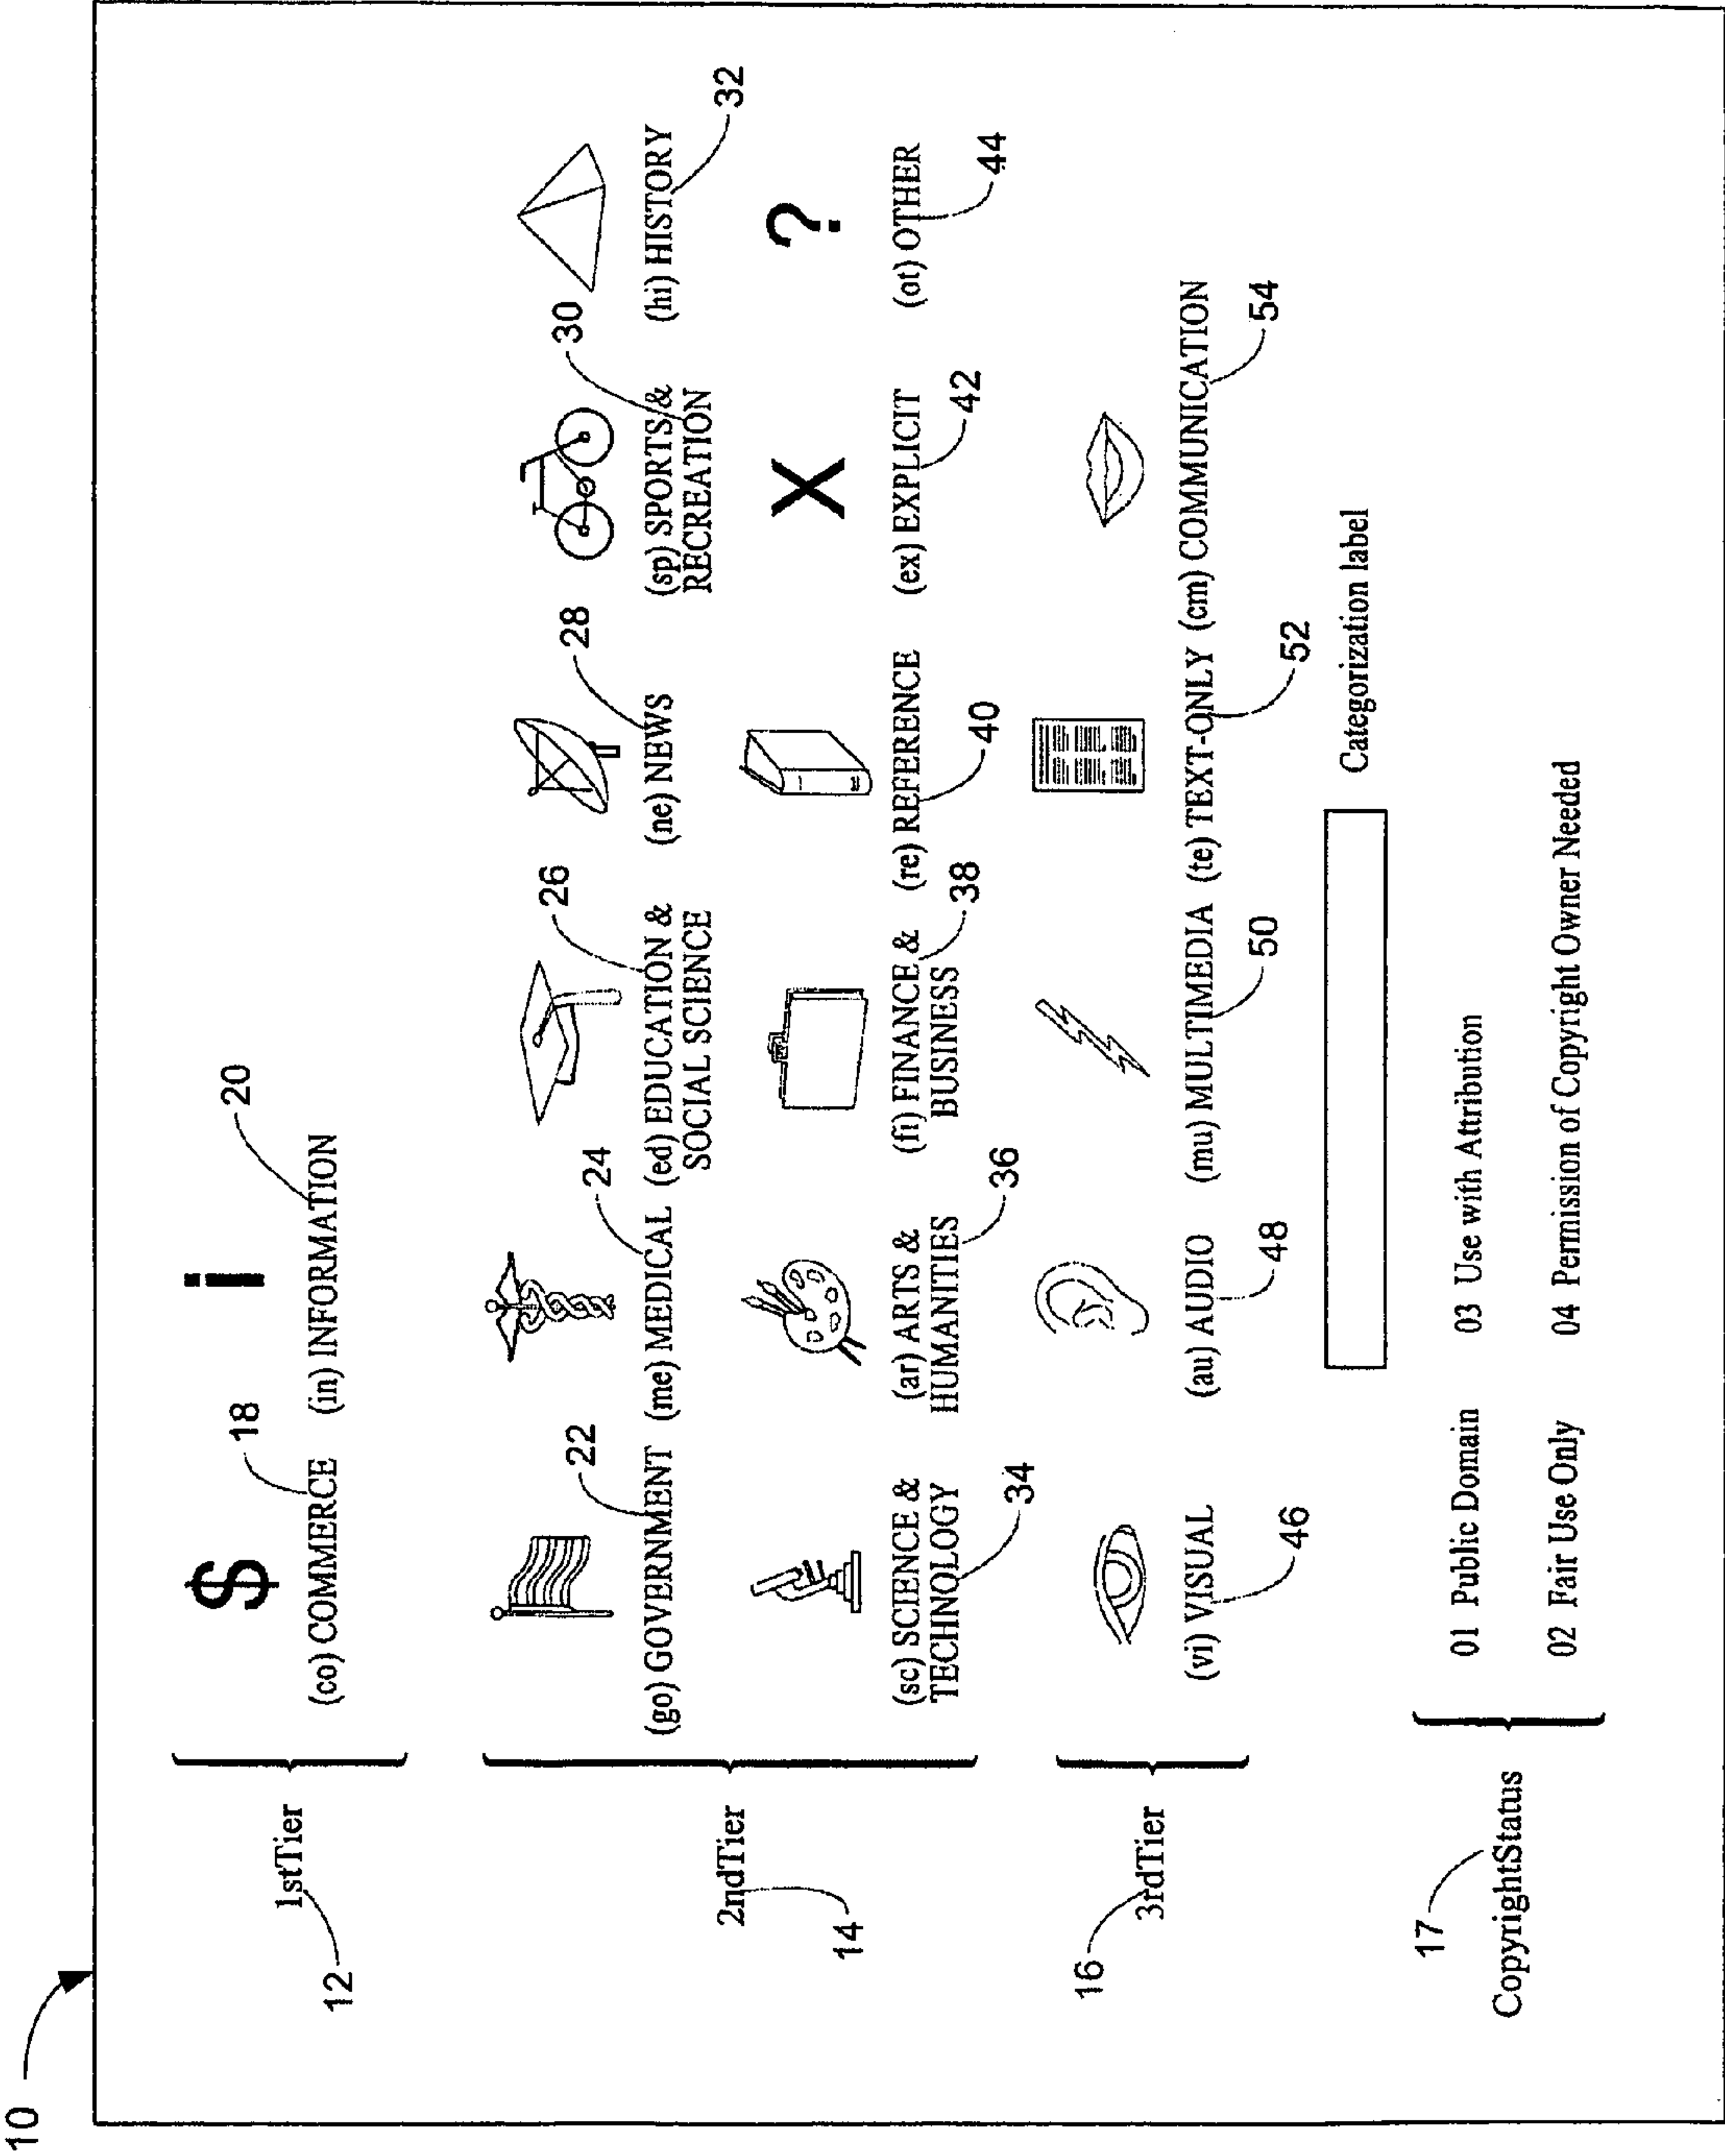 10
$ i
18 20
(co) COMMERCE (in) INFORMATION
1stTier
12
22 24 26 28 30
(go) GOVERNMENT (me) MEDICAL (ed) EDUCATION & (ne) NEWS (sp) SPORTS & (hi) HISTORY
SOCIAL SCIENCE RECREATION 32
2ndTier
14
X ?
(sc) SCIENCE & (ar) ARTS & (fi) FINANCE & (re) REFERENCE (ex) EXPLICIT (ot) OTHER
TECHNOLOGY HUMANITIES BUSINESS
34 36 38 40 42 44
16
3rdTier
(vi) VISUAL (au) AUDIO (mu) MULTIMEDIA (te) TEXT-ONLY (cm) COMMUNICATION
46 48 50 52 54
Categorization label
17
CopyrightStatus
01 Public Domain 03 Use with Attribution
02 Fair Use Only 04 Permission of Copyright Owner Needed